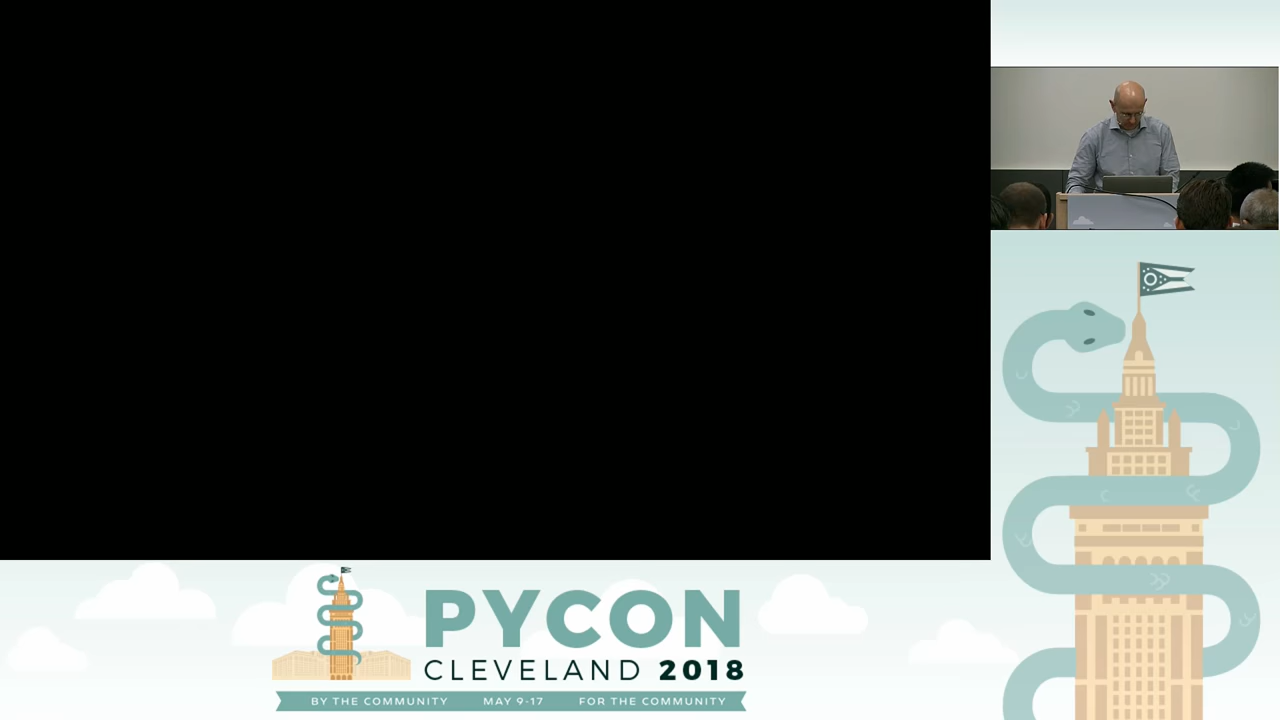 PYCON
CLEVELAND 2018
BY THE COMMUNITY MAY 9-17 FOR THE COMMUNITY